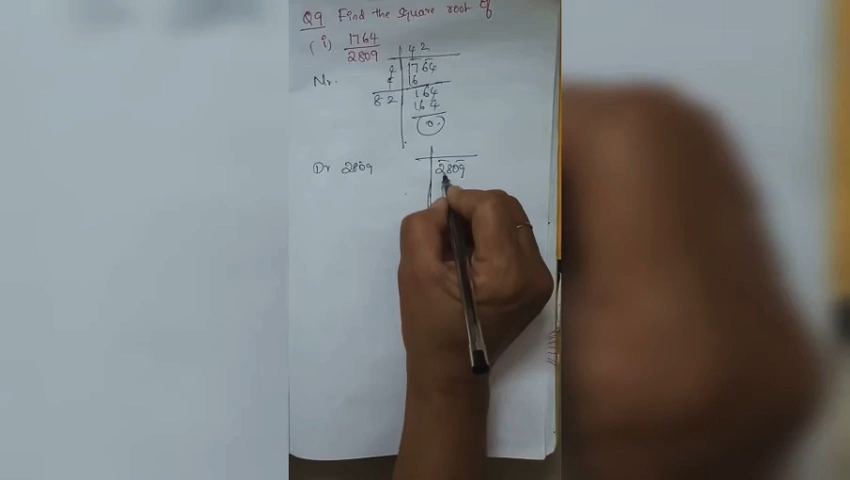 Q9 Find the square root of
(i) 1764
2809
42
4 1764
Nr. 4 16
82 164
164
0.
Dr 2809 2809